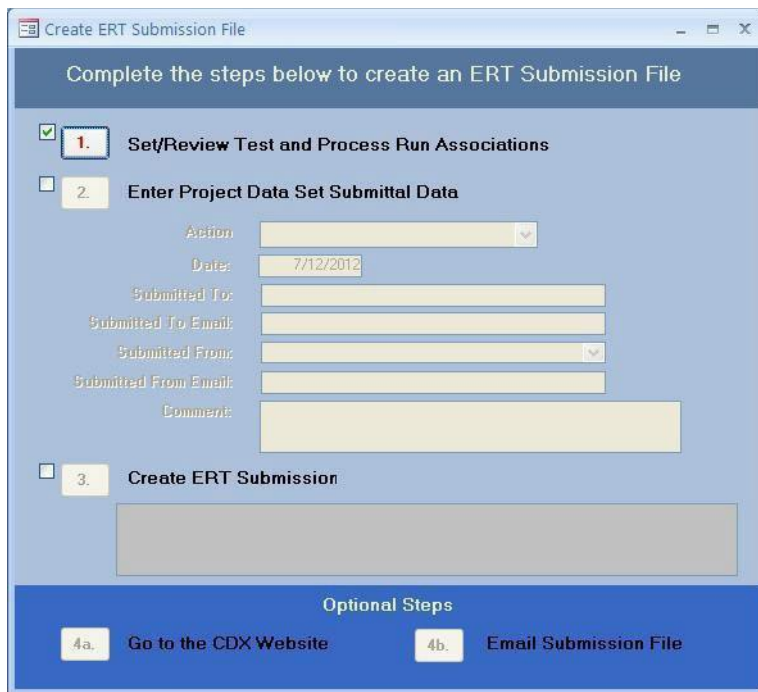 Create ERT Submission File
Complete the steps below to create an ERT Submission File
1. Set/Review Test and Process Run Associations
2. Enter Project Data Set Submittal Data
Action
Date: 7/12/2012
Submitted To:
Submitted To Email:
Submitted From:
Submitted From Email:
Comment:
3. Create ERT Submission
Optional Steps
4a. Go to the CDX Website 4b. Email Submission File